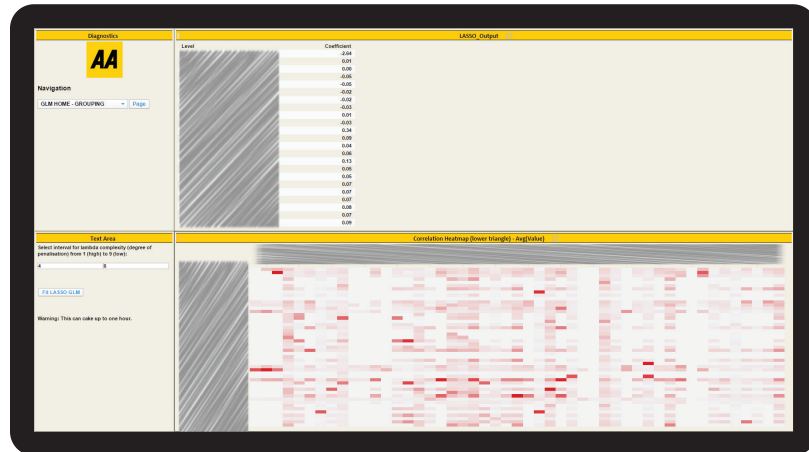 Diagnostics
AA
Navigation
GLM HOME - GROUPING
Page
LASSO_Output
Level Coefficient
-2.64
0.01
0.00
-0.05
-0.05
-0.02
-0.02
-0.03
0.01
-0.03
0.34
0.09
0.04
0.06
0.13
0.05
0.05
0.07
0.07
0.07
0.08
0.07
0.09
Text Area
Select interval for lambda complexity (degree of
penalisation) from 1 (high) to 9 (low):
4
Fit LASSO GLM
Warning: This can take up to one hour.
Correlation Heatmap (lower triangle) - Avg(Value)